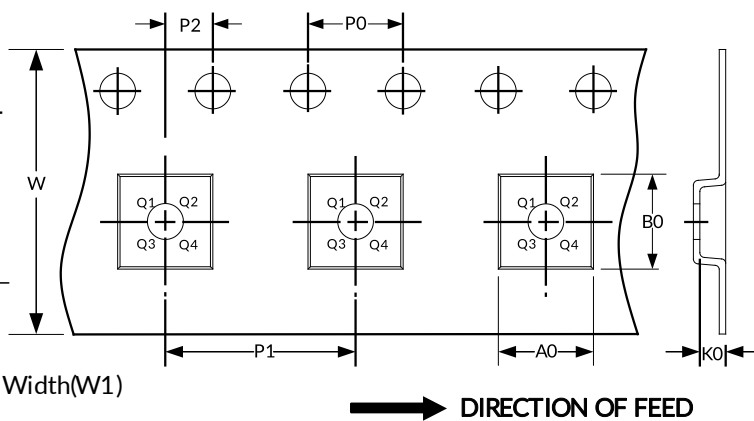 P2 P0
W
Q1 Q2 Q1 Q2 Q1 Q2
B0
Q3 Q4 Q3 Q4 Q3 Q4
P1 A0 K0
Width(W1)
DIRECTION OF FEED